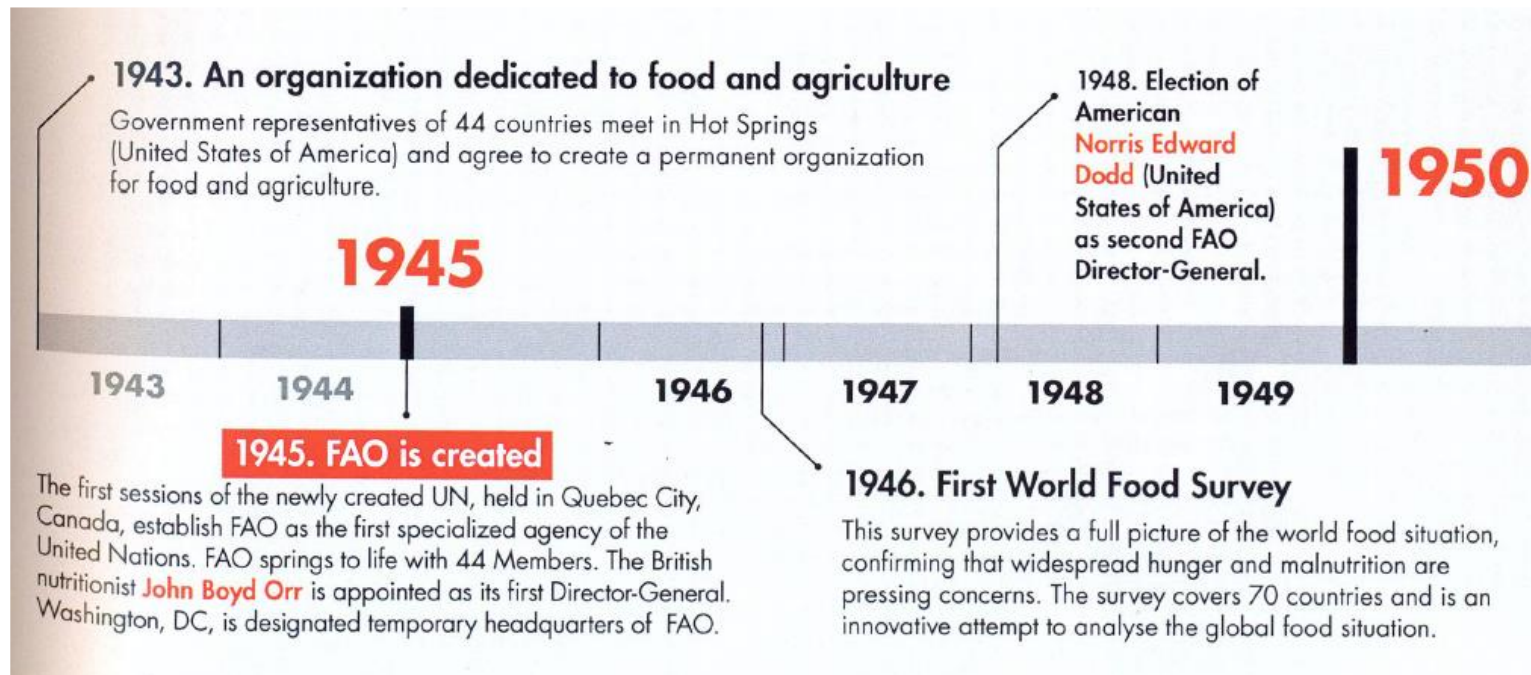 1943. An organization dedicated to food and agriculture
Government representatives of 44 countries meet in Hot Springs
(United States of America) and agree to create a permanent organization
for food and agriculture.
1948. Election of
American
Norris Edward
Dodd (United
States of America)
as second FAO
Director-General.
1950
1945
1943
1944
1946
1947
1948
1949
1945. FAO is created
The first sessions of the newly created UN, held in Quebec City,
Canada, establish FAO as the first specialized agency of the
United Nations. FAO springs to life with 44 Members. The British
nutritionist John Boyd Orr is appointed as its first Director-General.
Washington, DC, is designated temporary headquarters of FAO.
1946. First World Food Survey
This survey provides a full picture of the world food situation,
confirming that widespread hunger and malnutrition are
pressing concerns. The survey covers 70 countries and is an
innovative attempt to analyse the global food situation.